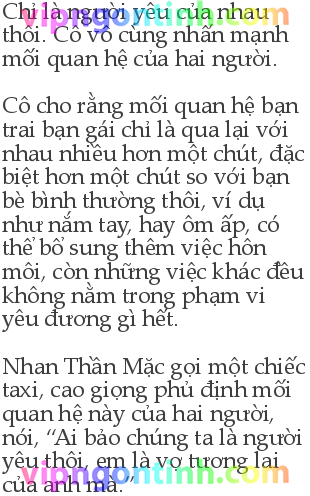 Chỉ là người yêu của nhau
thôi. Cô vô cùng nhấn mạnh
mối quan hệ của hai người.
Cô cho rằng mối quan hệ bạn
trai bạn gái chỉ là qua lại với
nhau nhiều hơn một chút, đặc
biệt hơn một chút so với bạn
bè bình thường thôi, ví dụ
như nắm tay, hay ôm ấp, có
thể bổ sung thêm việc hôn
môi, còn những việc khác đều
không nằm trong phạm vi
yêu đương gì hết.
Nhan Thần Mặc gọi một chiếc
taxi, cao giọng phủ định mối
quan hệ này của hai người,
nói, “Ai bảo chúng ta là người
yêu thôi, em là vợ tương lai
của anh mà.”
vipngontinh.com
vipngontinh.com